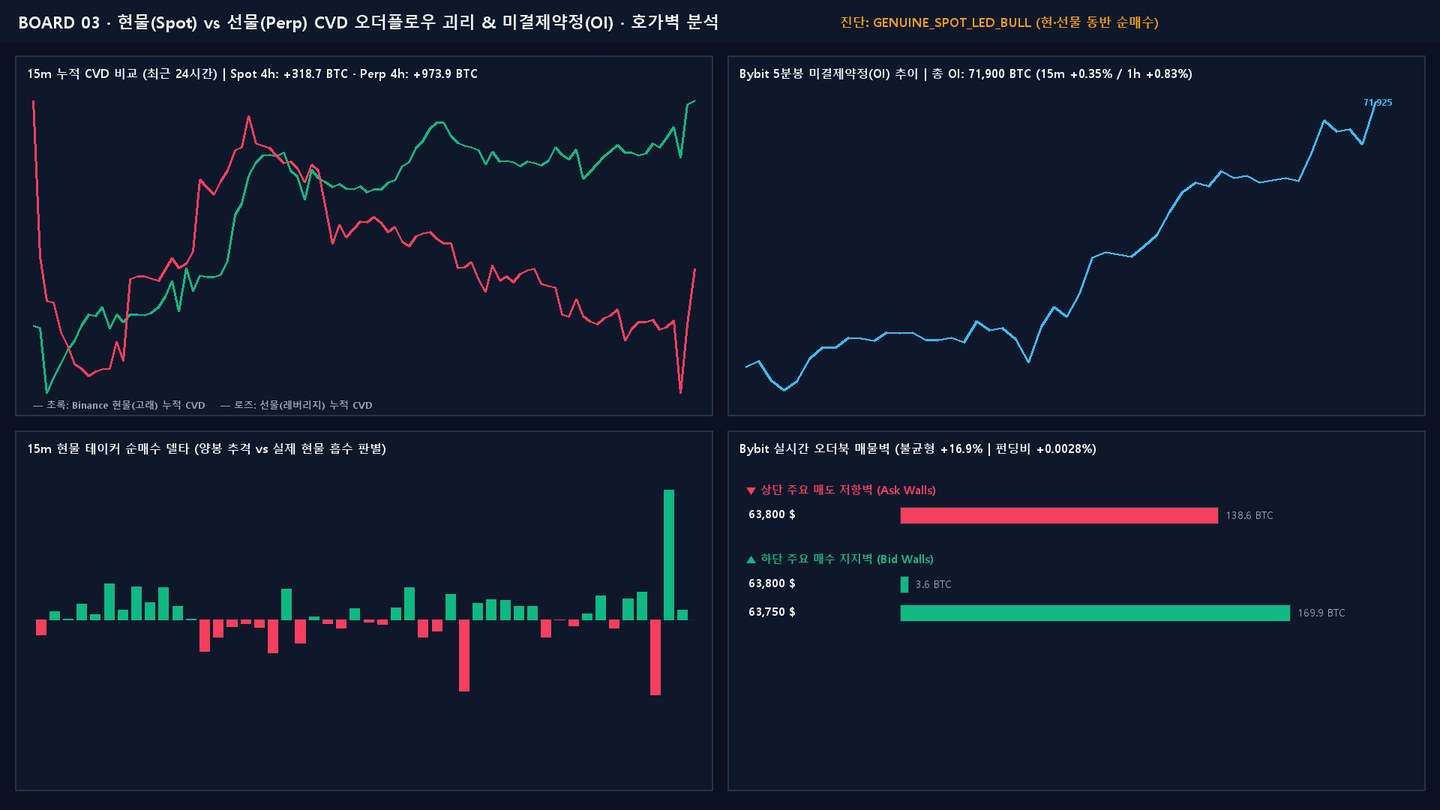 BOARD 03 · 현물(Spot) vs 선물(Perp) CVD 오더플로우 괴리 & 미결제약정(OI) · 호가벽 분석
진단: GENUINE_SPOT_LED_BULL (현·선물 동반 순매수)
15m 누적 CVD 비교 (최근 24시간) | Spot 4h: +318.7 BTC · Perp 4h: +973.9 BTC
— 초록: Binance 현물(고래) 누적 CVD — 로즈: 선물(레버리지) 누적 CVD
Bybit 5분봉 미결제약정(OI) 추이 | 총 OI: 71,900 BTC (15m +0.35% / 1h +0.83%)
71,925
15m 현물 테이커 순매수 델타 (양봉 추격 vs 실제 현물 흡수 판별)
Bybit 실시간 오더북 매물벽 (불균형 +16.9% | 펀딩비 +0.0028%)
▼ 상단 주요 매도 저항벽 (Ask Walls)
63,800 $ 138.6 BTC
▲ 하단 주요 매수 지지벽 (Bid Walls)
63,800 $ 3.6 BTC
63,750 $ 169.9 BTC